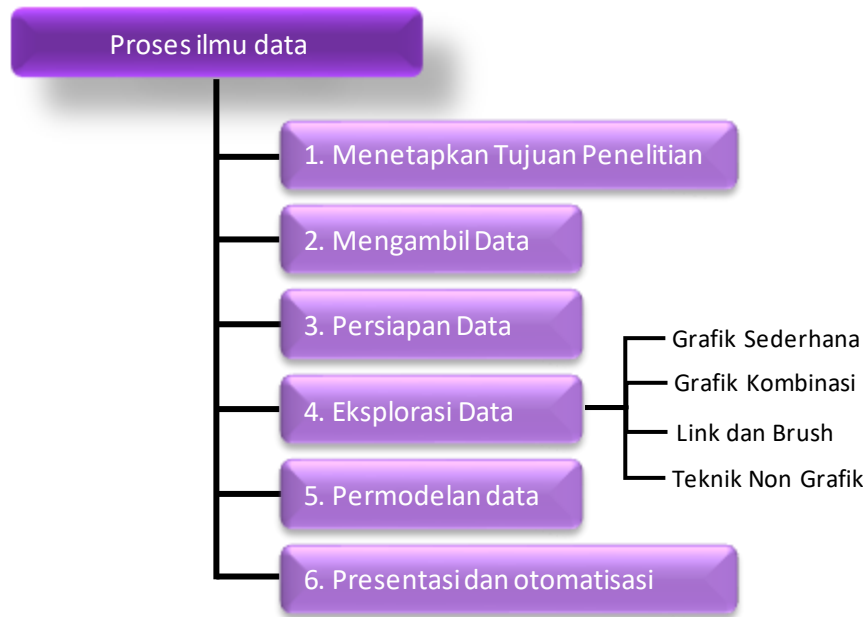 Proses ilmu data
1. Menetapkan Tujuan Penelitian
2. Mengambil Data
3. Persiapan Data
4. Eksplorasi Data
Grafik Sederhana
Grafik Kombinasi
Link dan Brush
Teknik Non Grafik
5. Permodelan data
6. Presentasi dan otomatisasi